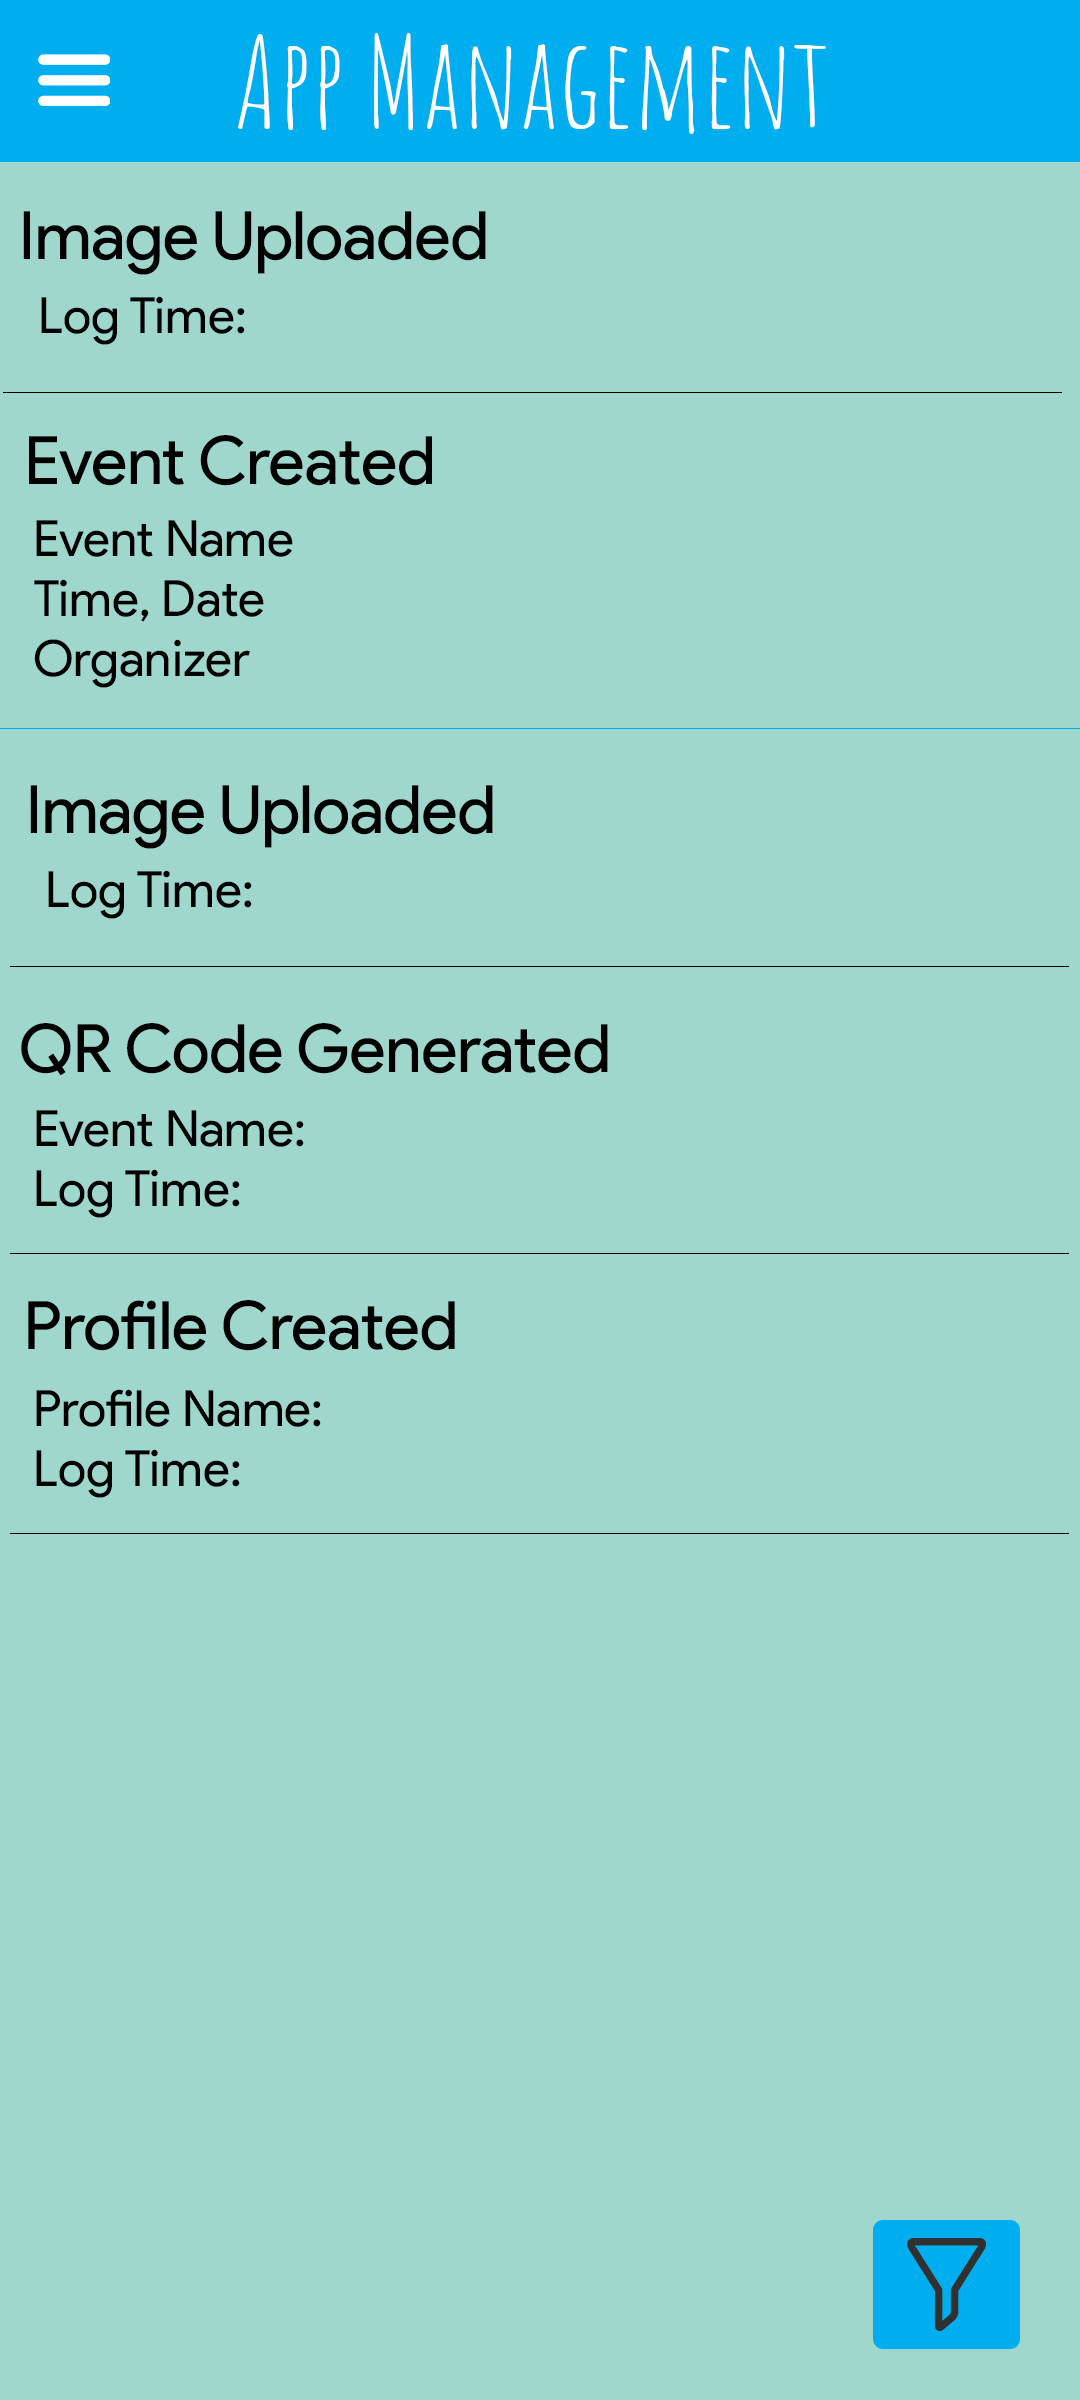 App Management
Image Uploaded
Log Time:
Event Created
Event Name
Time, Date
Organizer
Image Uploaded
Log Time:
QR Code Generated
Event Name:
Log Time:
Profile Created
Profile Name:
Log Time: